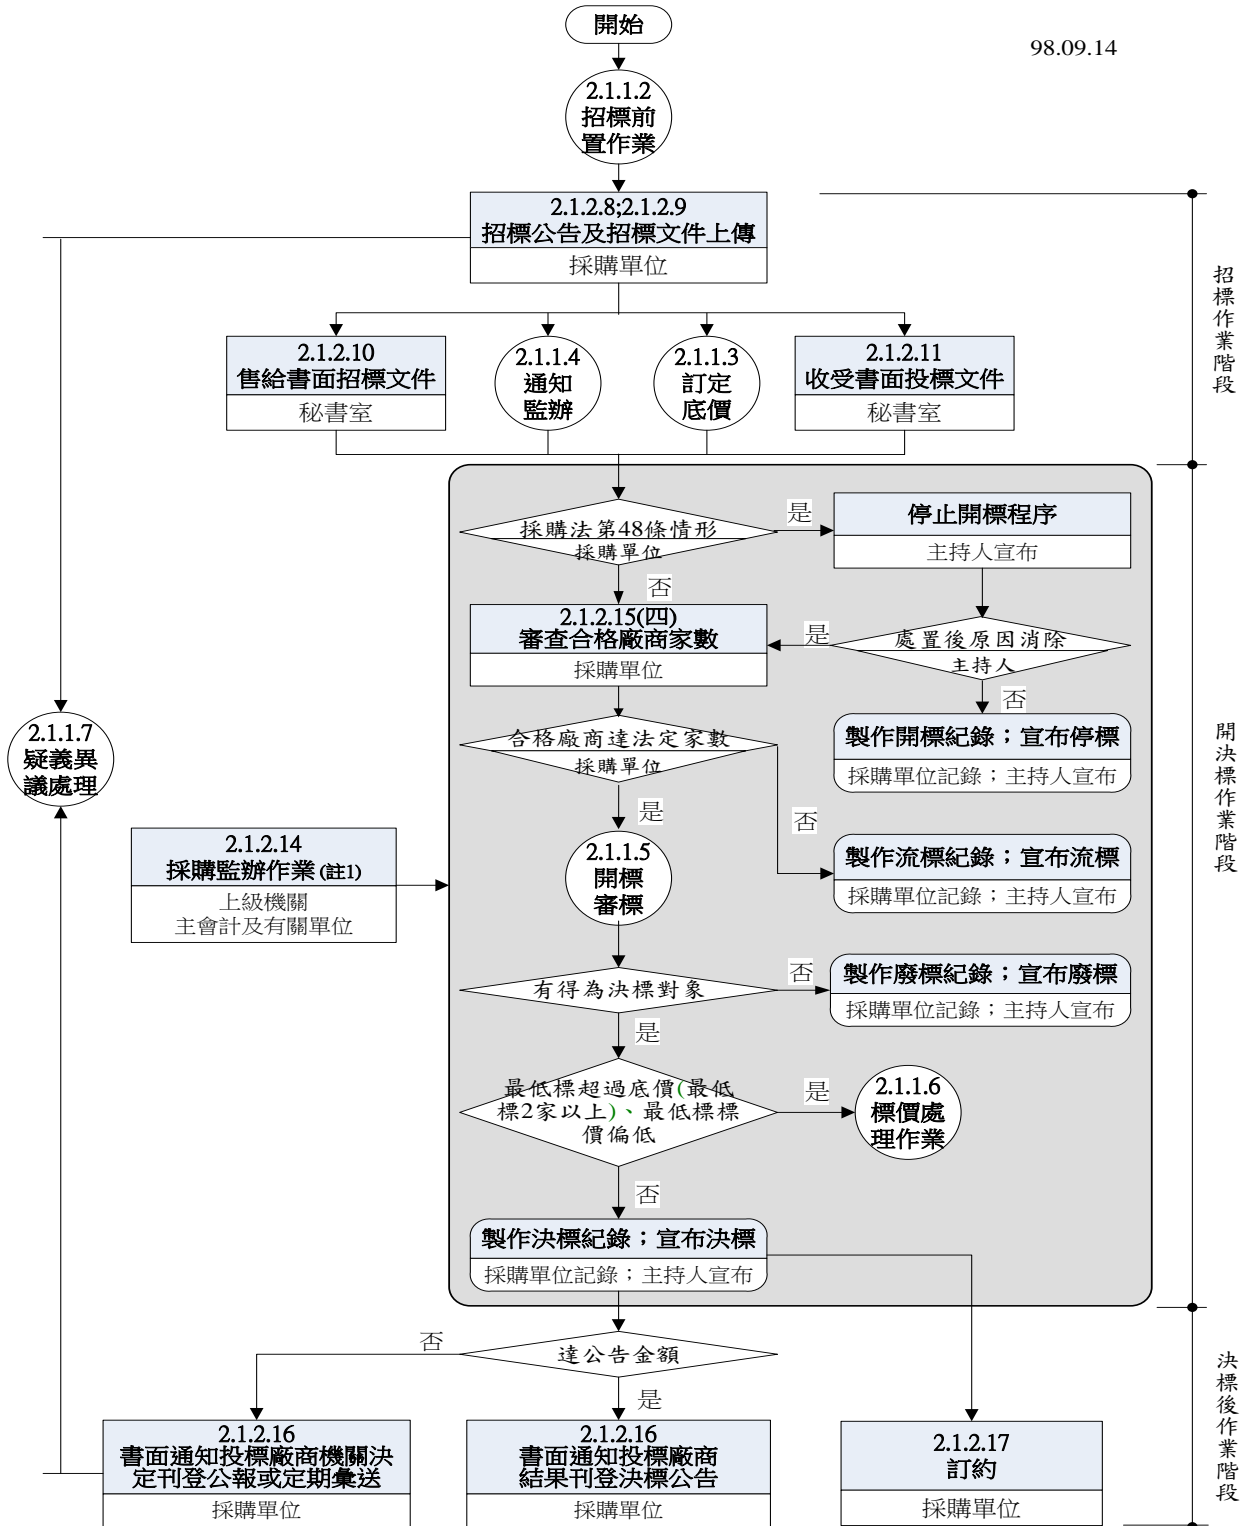 開始
98.09.14
2.1.1.2
招標前
置作業
2.1.2.8;2.1.2.9
招標公告及招標文件上傳
採購單位
招標作業階段
2.1.2.10
售給書面招標文件
秘書室
2.1.1.4
通知
監辦
2.1.1.3
訂定
底價
2.1.2.11
收受書面投標文件
秘書室
採購法第48條情形
採購單位
是
停止開標程序
主持人宣布
否
2.1.2.15(四)
審查合格廠商家數
採購單位
是
處置後原因消除
主持人
否
製作開標紀錄；宣布停標
採購單位記錄；主持人宣布
開決標作業階段
2.1.1.7
疑義異
議處理
合格廠商達法定家數
採購單位
是
否
2.1.2.14
採購監辦作業(註1)
上級機關
主會計及有關單位
2.1.1.5
開標
審標
製作流標紀錄；宣布流標
採購單位記錄；主持人宣布
有得為決標對象
否
製作廢標紀錄；宣布廢標
採購單位記錄；主持人宣布
是
最低標超過底價(最低
標2家以上)、最低標標
價偏低
是
2.1.1.6
標價處
理作業
否
製作決標紀錄；宣布決標
採購單位記錄；主持人宣布
達公告金額
否
是
決標後作業階段
2.1.2.16
書面通知投標廠商機關決
定刊登公報或定期彙送
採購單位
2.1.2.16
書面通知投標廠商
結果刊登決標公告
採購單位
2.1.2.17
訂約
採購單位